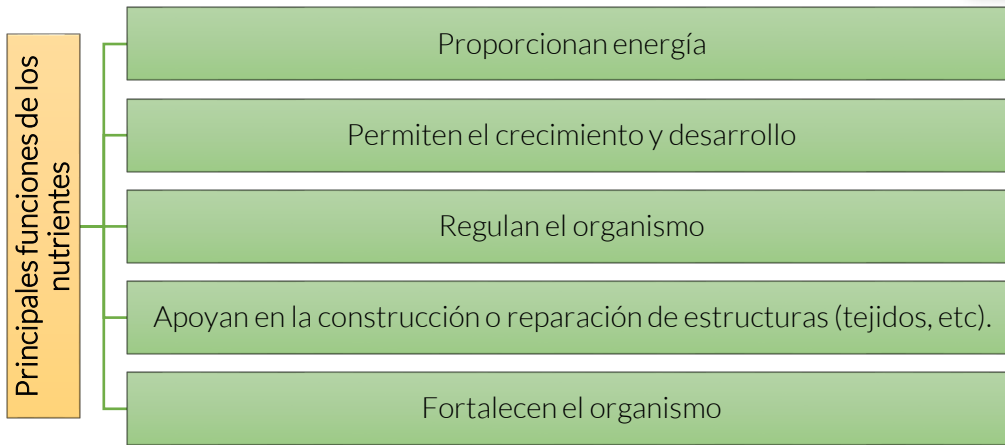 Principales funciones de los
nutrientes
Proporcionan energía
Permiten el crecimiento y desarrollo
Regulan el organismo
Apoyan en la construcción o reparación de estructuras (tejidos, etc).
Fortalecen el organismo